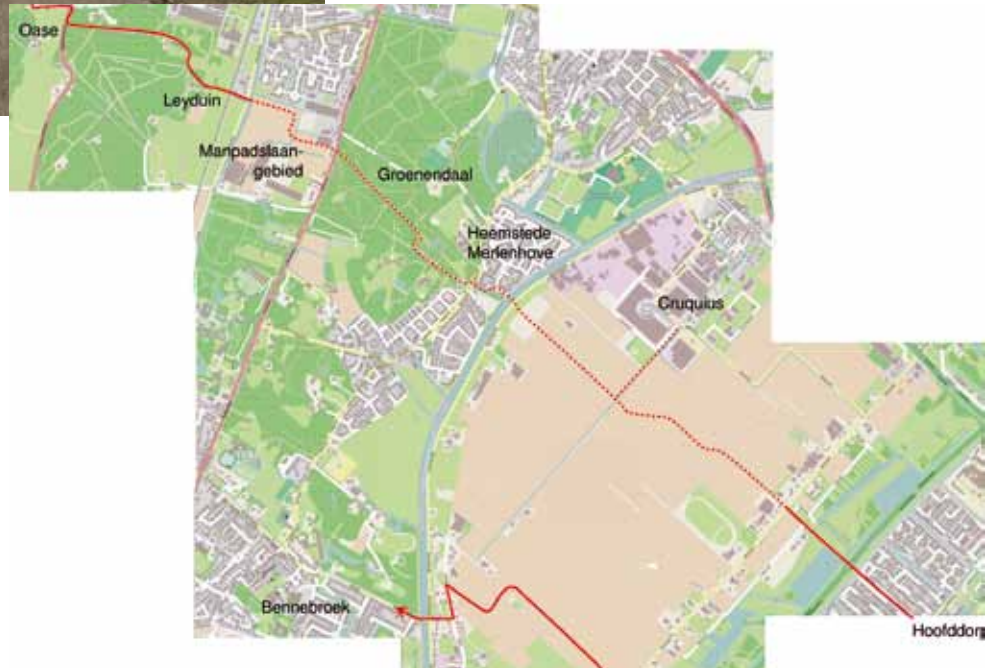 Oase
Leyduin
Manpadslaan-
gebied
Groenendaal
Heemstede
Merlenhove
Cruquius
Bennebroek
Hoofddorp